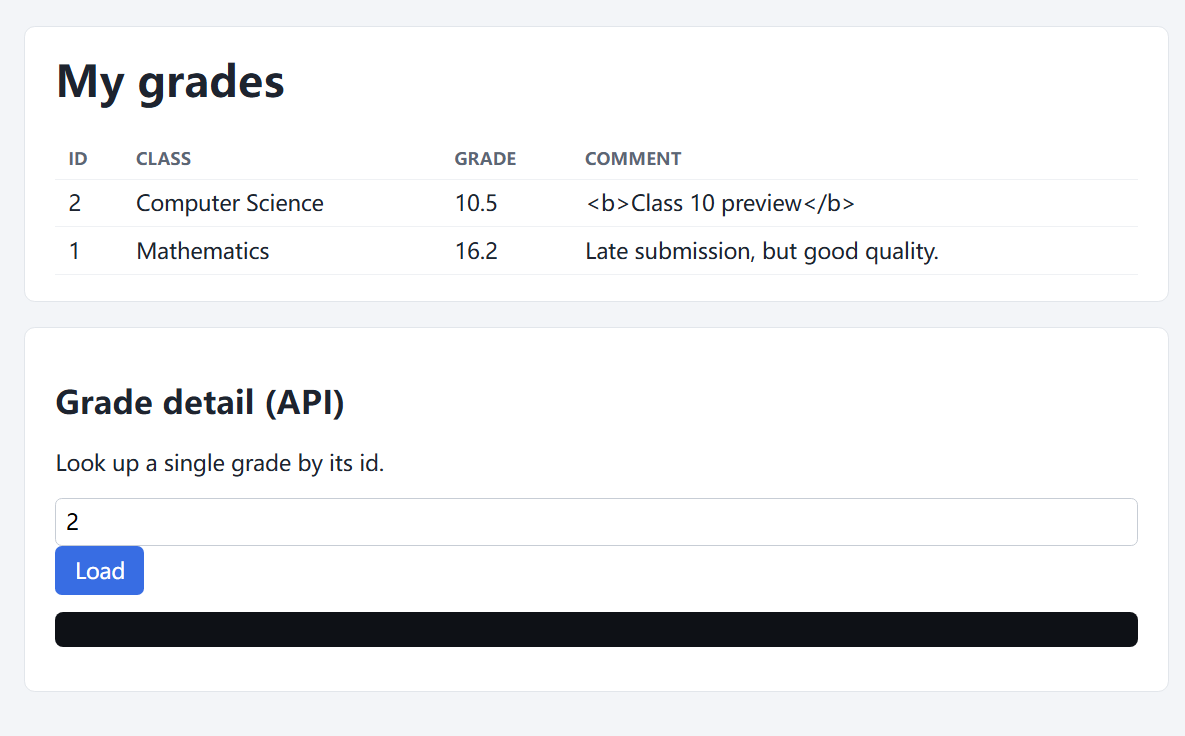 My grades
ID CLASS GRADE COMMENT
2 Computer Science 10.5 <b>Class 10 preview</b>
1 Mathematics 16.2 Late submission, but good quality.
Grade detail (API)
Look up a single grade by its id.
2
Load